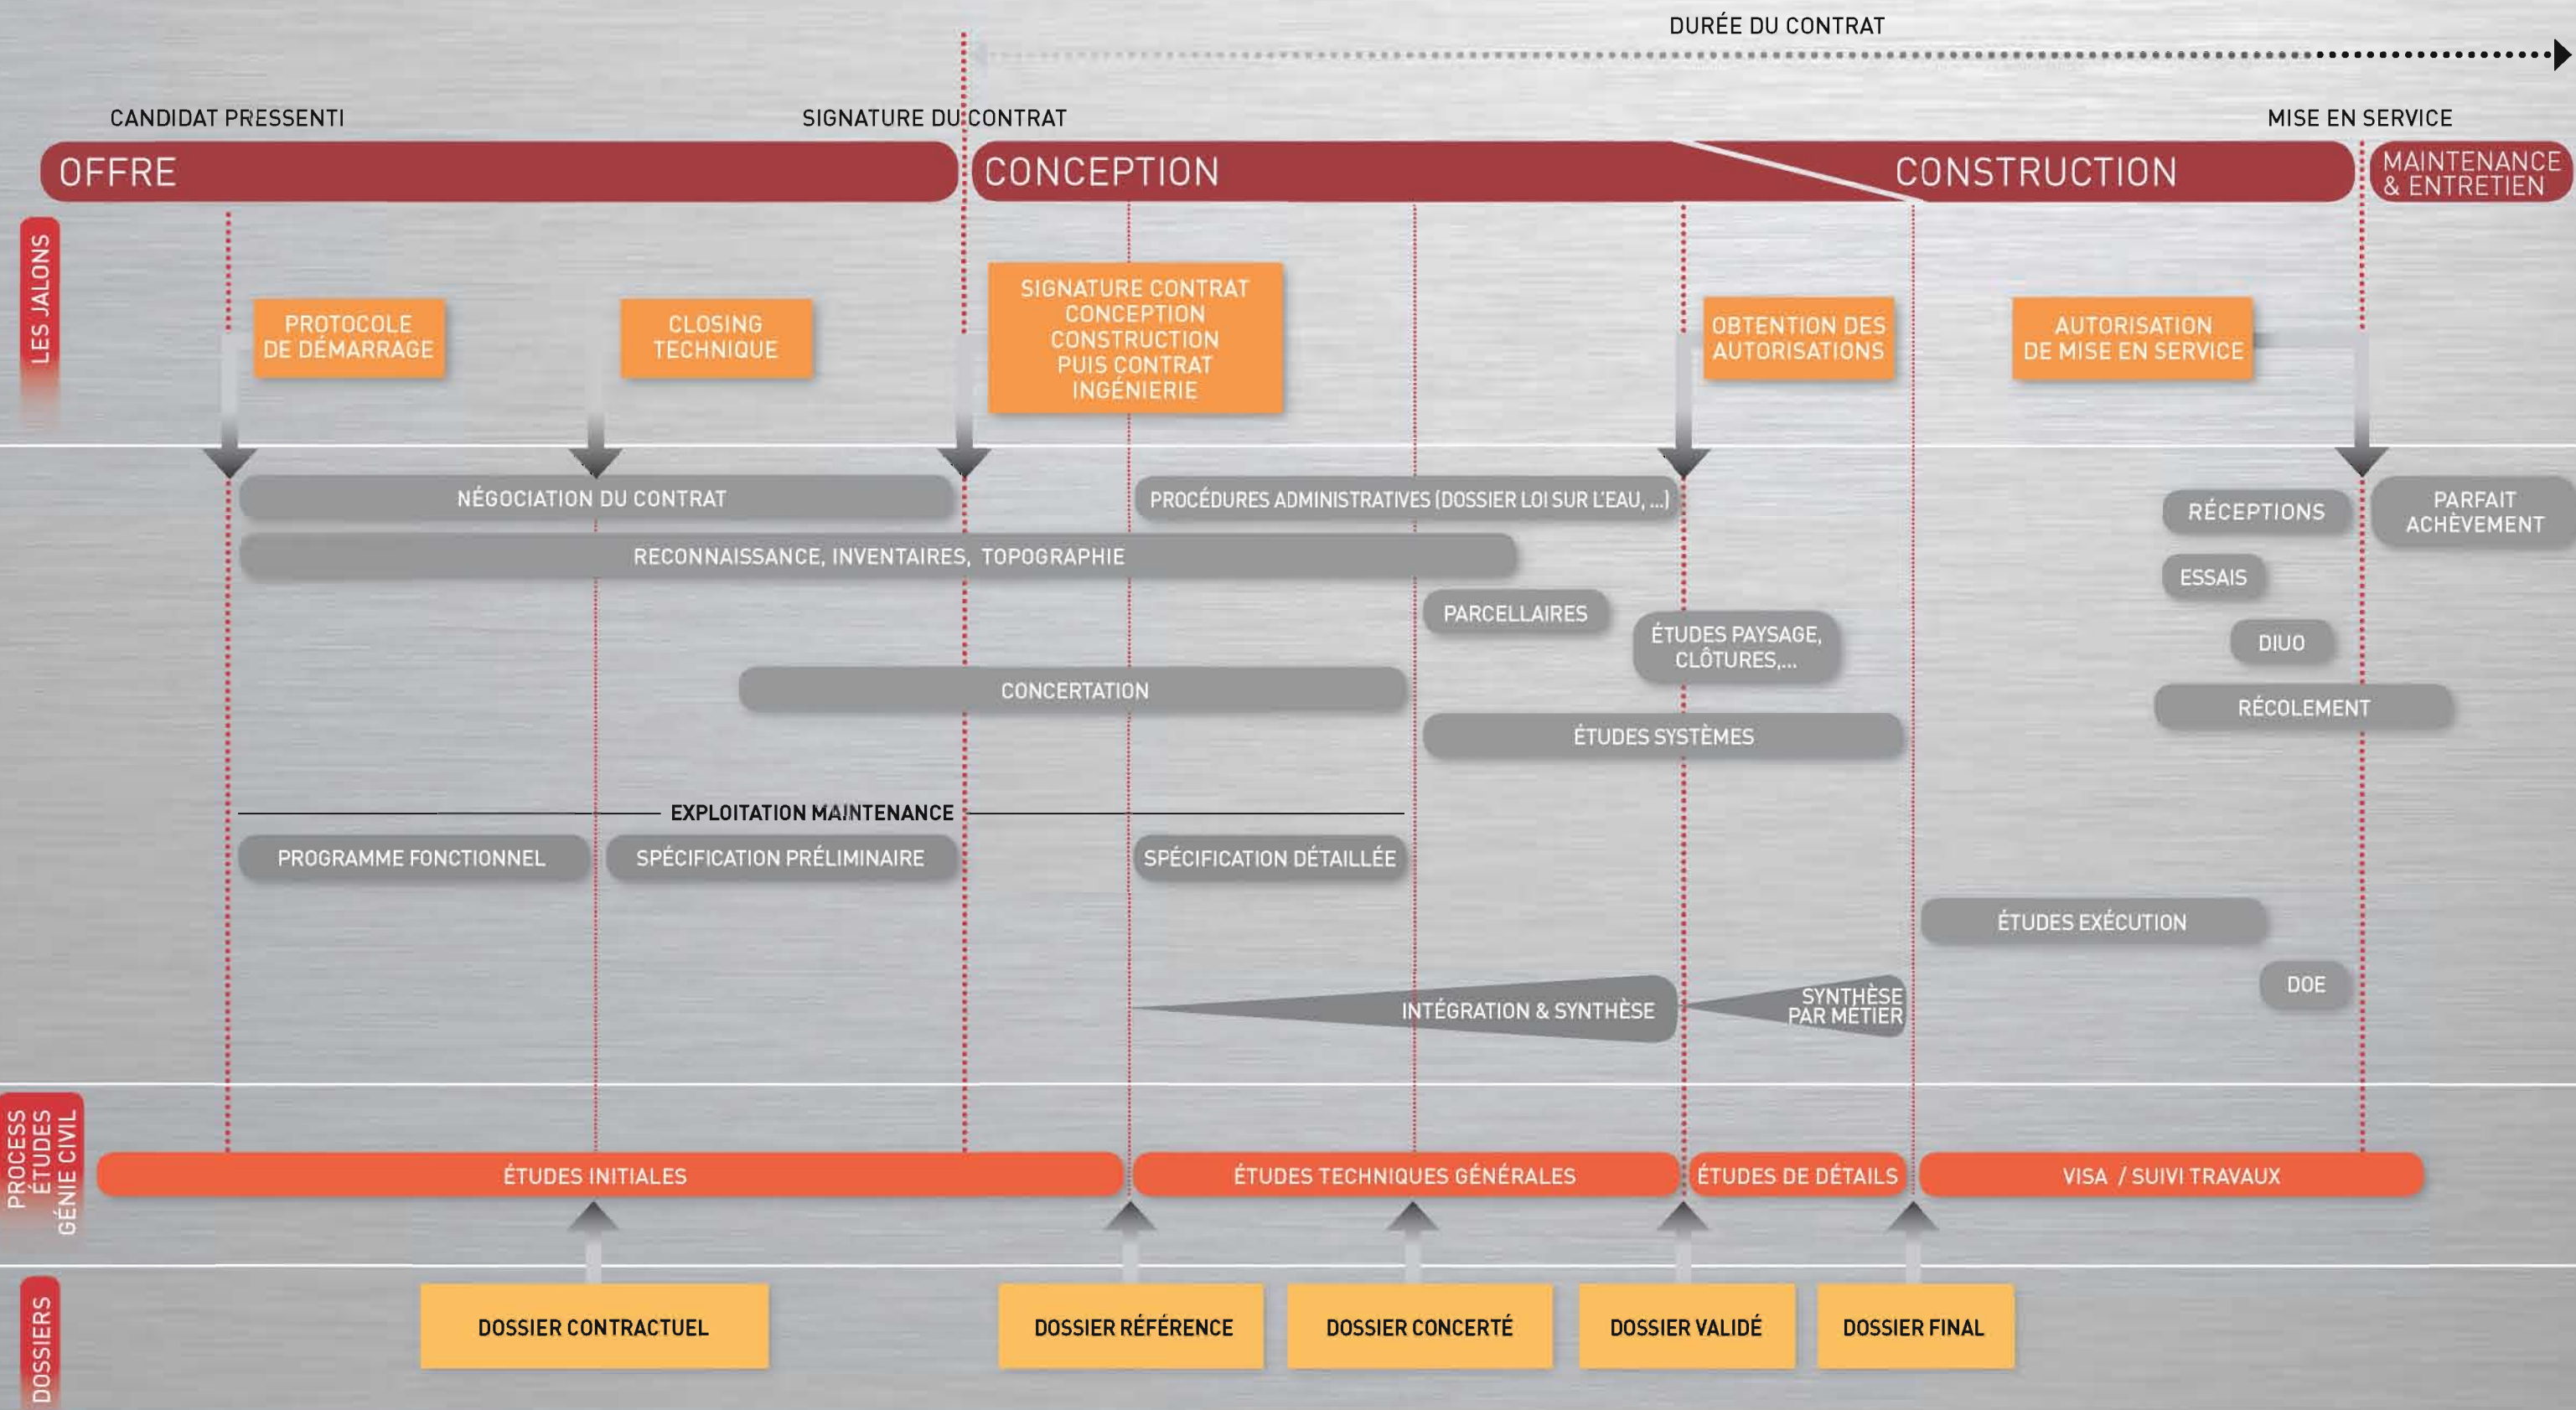 DURÉE DU CONTRAT
CANDIDAT PRESSENTI
SIGNATURE DU CONTRAT
MISE EN SERVICE
OFFRE
CONCEPTION
CONSTRUCTION
MAINTENANCE
& ENTRETIEN
LES JALONS
PROTOCOLE
DE DÉMARRAGE
CLOSING
TECHNIQUE
SIGNATURE CONTRAT
CONCEPTION
CONSTRUCTION
PUIS CONTRAT
INGÉNIERIE
OBTENTION DES
AUTORISATIONS
AUTORISATION
DE MISE EN SERVICE
NÉGOCIATION DU CONTRAT
PROCÉDURES ADMINISTRATIVES (DOSSIER LOI SUR L'EAU, ...)
RÉCEPTIONS
PARFAIT
ACHÈVEMENT
RECONNAISSANCE, INVENTAIRES, TOPOGRAPHIE
ESSAIS
PARCELLAIRES
ÉTUDES PAYSAGE,
CLÔTURES,...
DIUO
CONCERTATION
RÉCOLEMENT
ÉTUDES SYSTÈMES
EXPLOITATION MAINTENANCE
PROGRAMME FONCTIONNEL
SPÉCIFICATION PRÉLIMINAIRE
SPÉCIFICATION DÉTAILLÉE
ÉTUDES EXÉCUTION
DOE
INTÉGRATION & SYNTHÈSE
SYNTHÈSE
PAR MÉTIER
PROCESS
ÉTUDES
GÉNIE CIVIL
ÉTUDES INITIALES
ÉTUDES TECHNIQUES GÉNÉRALES
ÉTUDES DE DÉTAILS
VISA / SUIVI TRAVAUX
DOSSIERS
DOSSIER CONTRACTUEL
DOSSIER RÉFÉRENCE
DOSSIER CONCERTÉ
DOSSIER VALIDÉ
DOSSIER FINAL